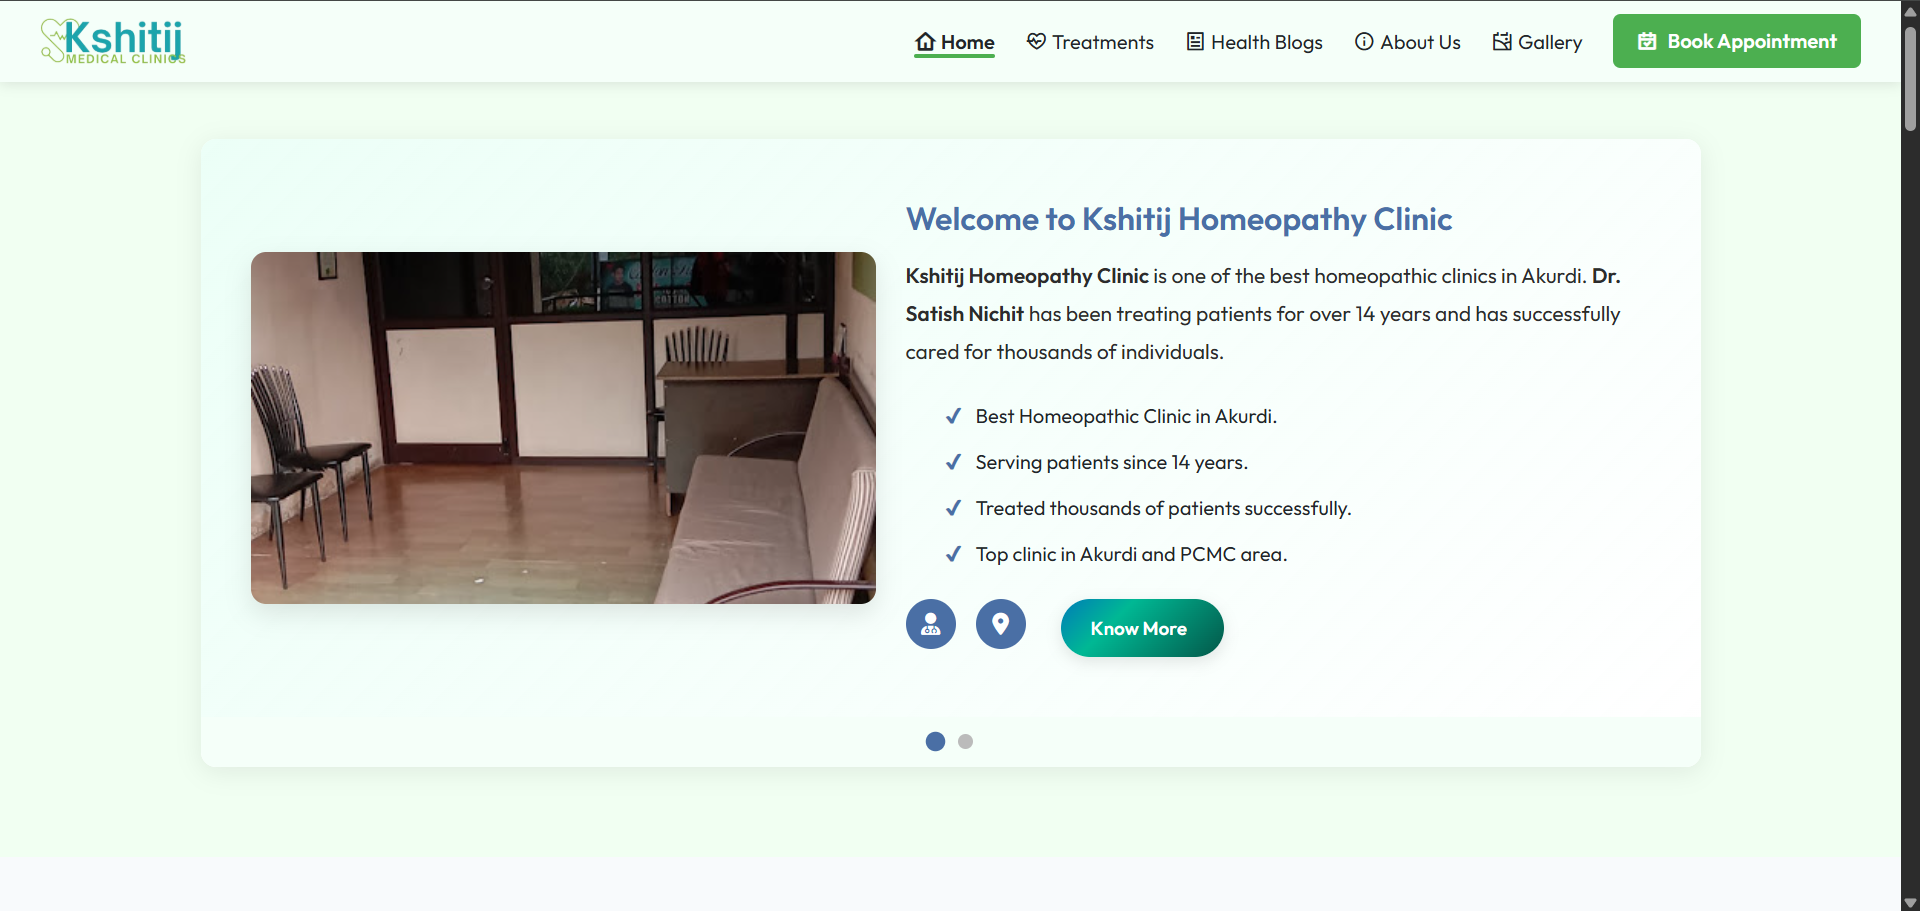 Kshitij
MEDICAL CLINICS
Home
Treatments
Health Blogs
About Us
Gallery
Book Appointment
Welcome to Kshitij Homeopathy Clinic
Kshitij Homeopathy Clinic is one of the best homeopathic clinics in Akurdi. Dr.
Satish Nichit has been treating patients for over 14 years and has successfully
cared for thousands of individuals.
Best Homeopathic Clinic in Akurdi.
Serving patients since 14 years.
Treated thousands of patients successfully.
Top clinic in Akurdi and PCMC area.
Know More